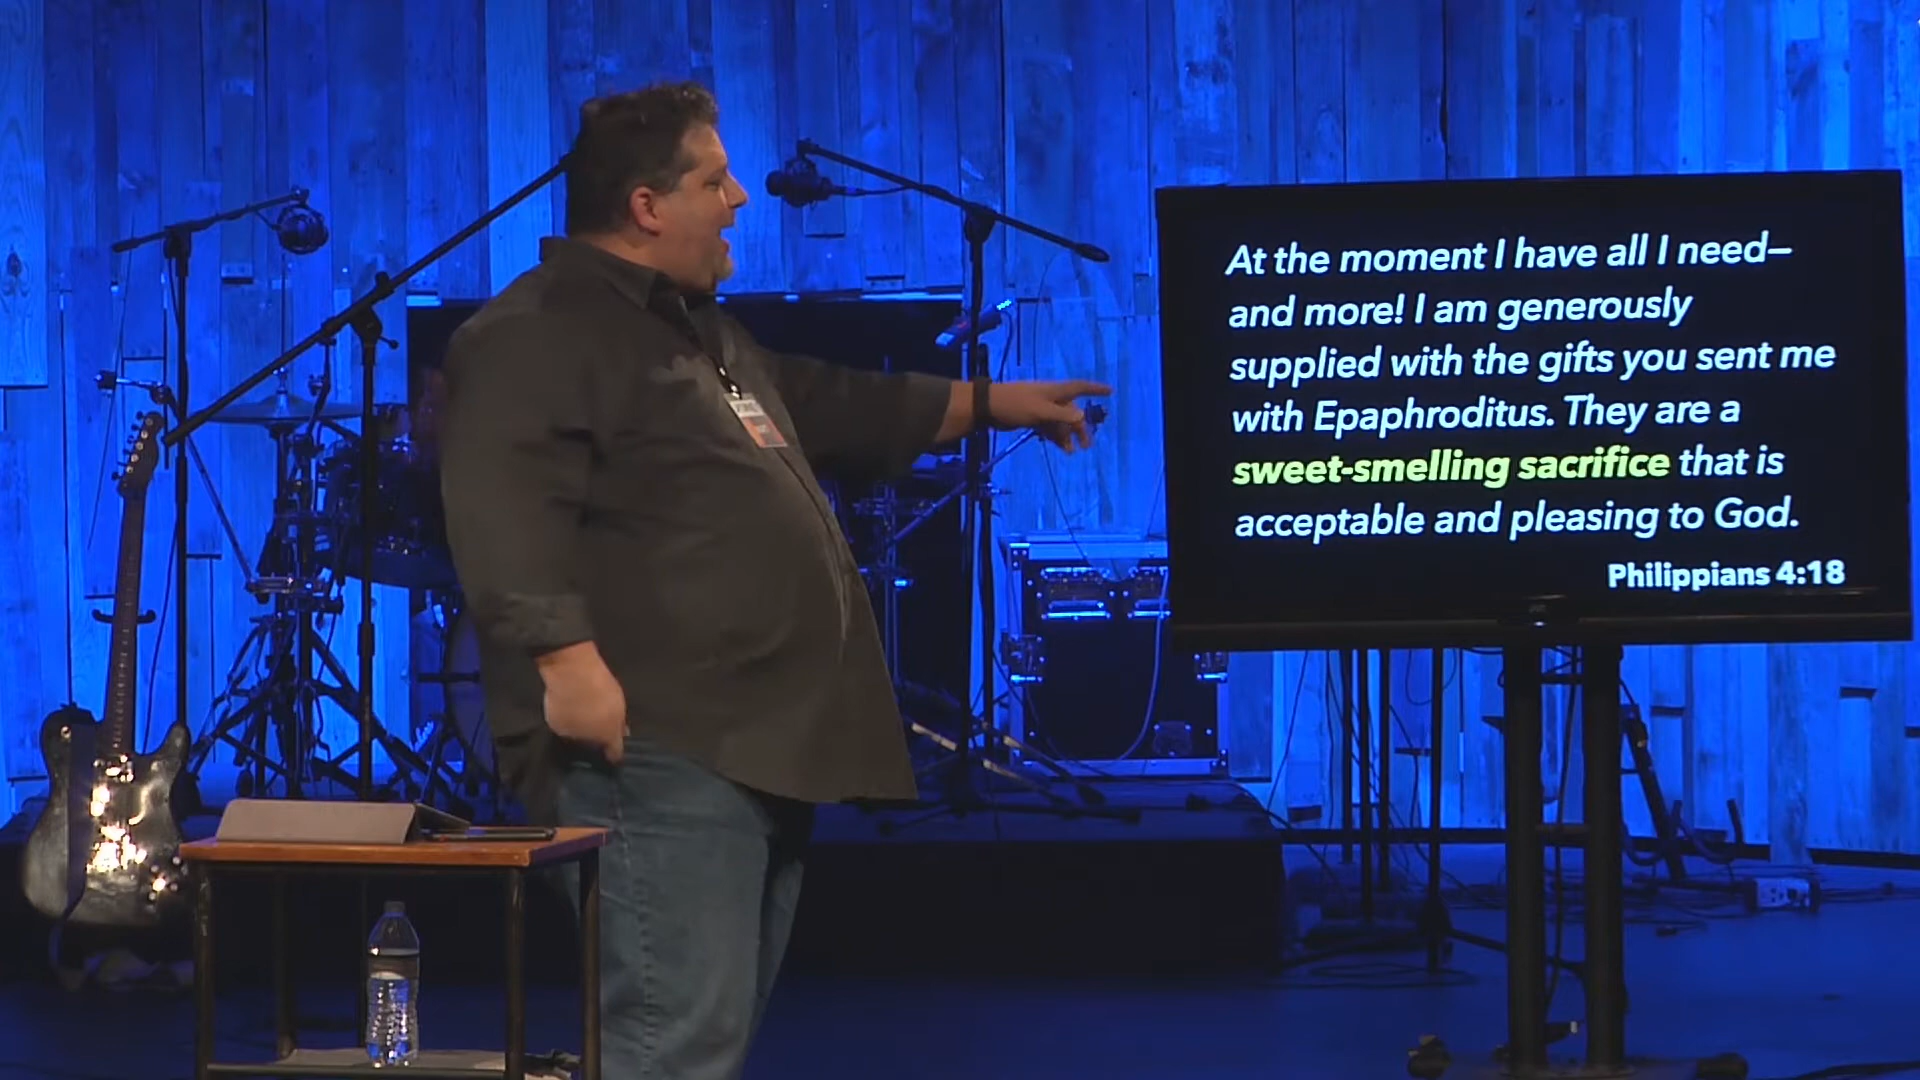 At the moment I have all I need–
and more! I am generously
supplied with the gifts you sent me
with Epaphroditus. They are a
sweet-smelling sacrifice that is
acceptable and pleasing to God.
Philippians 4:18